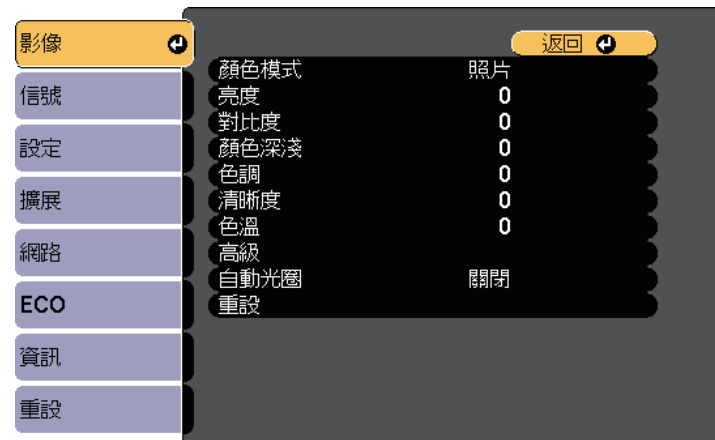 影像
信號
設定
擴展
網路
ECO
資訊
重設
返回
顏色模式 照片
亮度 0
對比度 0
顏色深淺 0
色調 0
清晰度 0
色溫 0
高級
自動光圈 關閉
重設